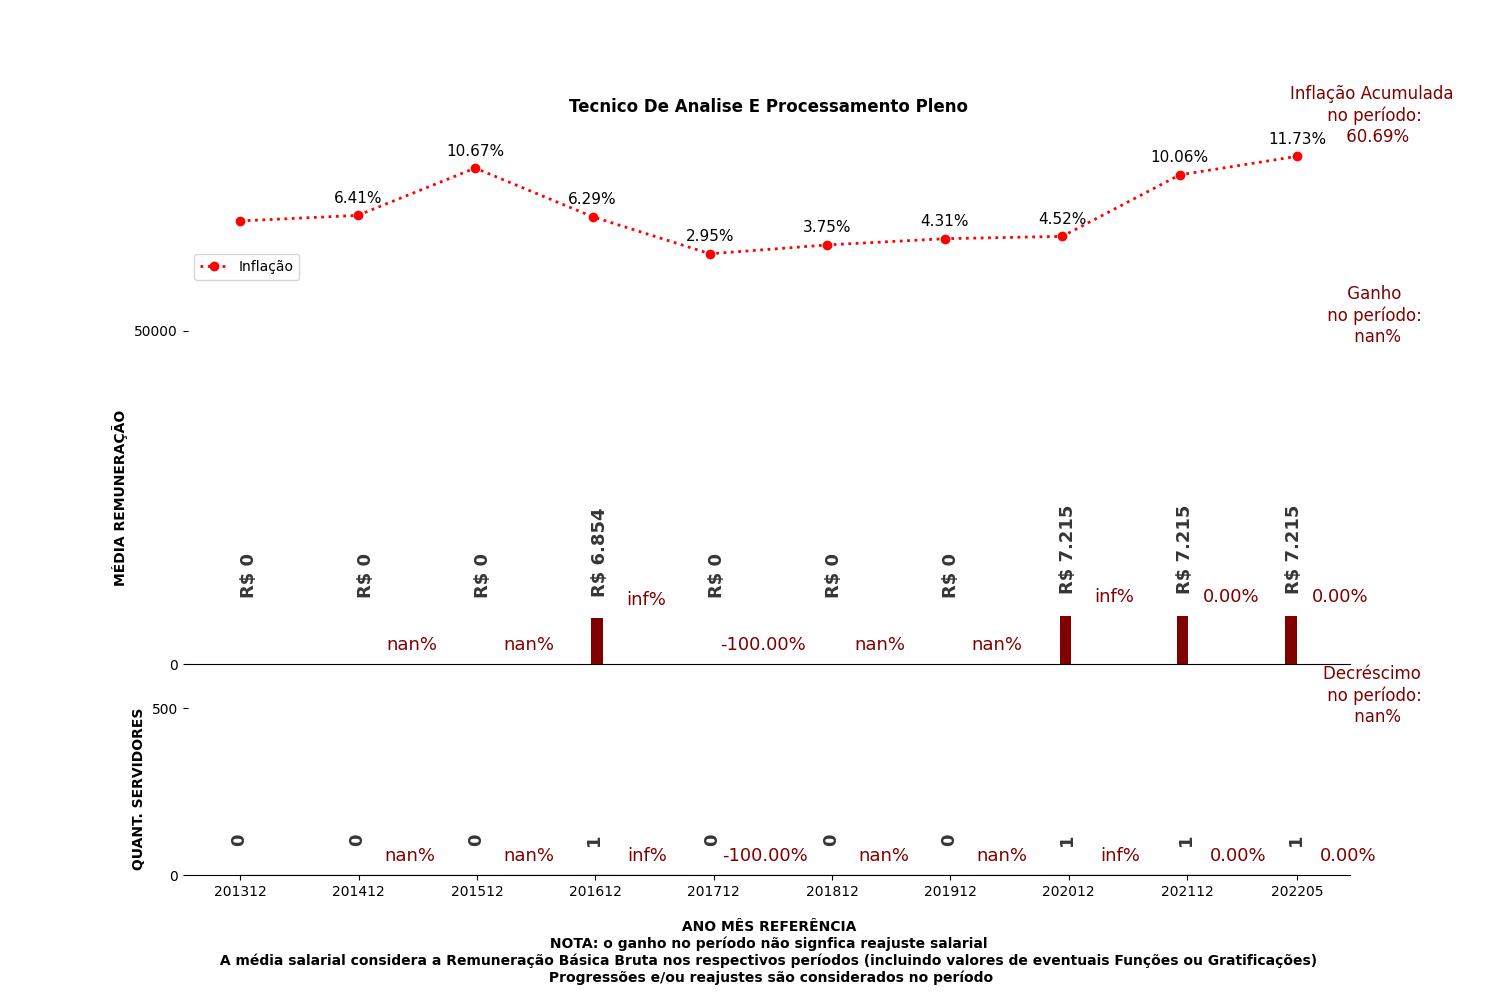 Tecnico De Analise E Processamento Pleno
Inflação Acumulada
no período:
60.69%
6.41%
10.67%
6.29%
2.95%
3.75%
4.31%
4.52%
10.06%
11.73%
Inflação
Ganho
no período:
nan%
50000
0
MÉDIA REMUNERAÇÃO
R$ 0
R$ 0
R$ 0
R$ 6.854
R$ 0
R$ 0
R$ 0
R$ 7.215
R$ 7.215
R$ 7.215
nan%
nan%
inf%
-100.00%
nan%
nan%
inf%
0.00%
0.00%
Decréscimo
no período:
nan%
500
0
QUANT. SERVIDORES
0
0
0
1
0
0
0
1
1
1
nan%
nan%
inf%
-100.00%
nan%
nan%
inf%
0.00%
0.00%
201312
201412
201512
201612
201712
201812
201912
202012
202112
202205
ANO MÊS REFERÊNCIA
NOTA: o ganho no período não signfica reajuste salarial
A média salarial considera a Remuneração Básica Bruta nos respectivos períodos (incluindo valores de eventuais Funções ou Gratificações)
Progressões e/ou reajustes são considerados no período